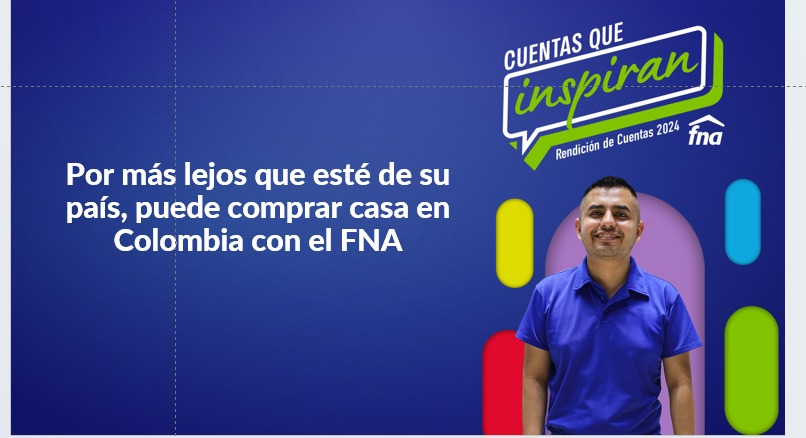 CUENTAS QUE
inspiran
Rendición de Cuentas 2024
fna
Por más lejos que esté de su
país, puede comprar casa en
Colombia con el FNA